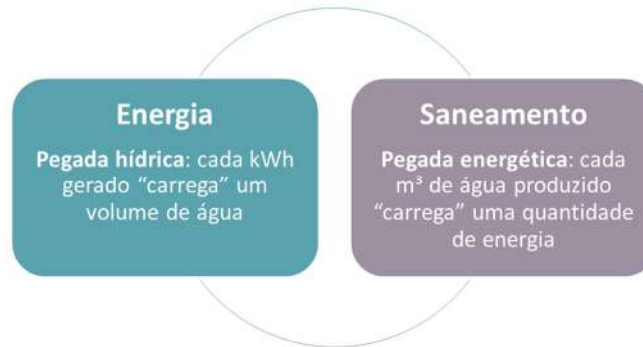 Energia
Pegada hídrica: cada kWh
gerado “carrega” um
volume de água
Saneamento
Pegada energética: cada
m³ de água produzido
“carrega” uma quantidade
de energia